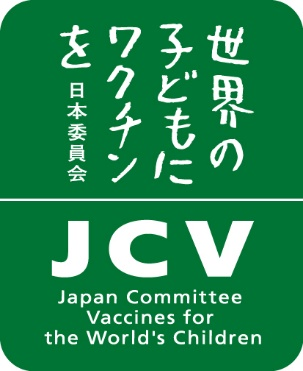 世界の
子どもに
ワクチン
を日本委員会
JCV
Japan Committee
Vaccines for
the World's Children